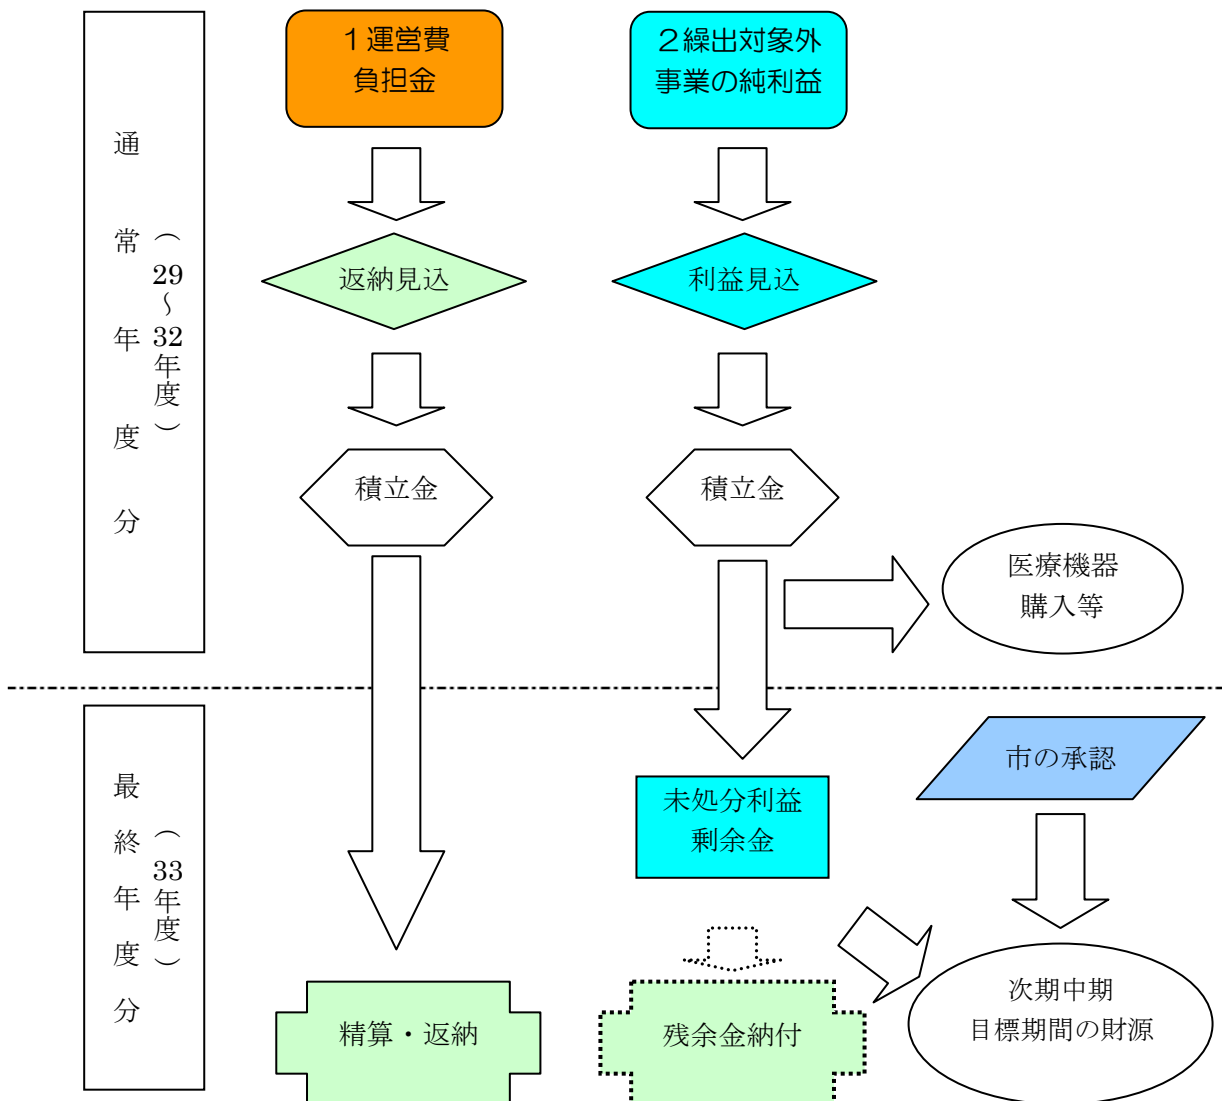 通常年度分
（29～32年度）
１運営費
負担金
２繰出対象外
事業の純利益
返納見込
利益見込
積立金
積立金
医療機器
購入等
最終年度分
（33年度）
市の承認
未処分利益
剰余金
次期中期
目標期間の財源
精算・返納
残余金納付